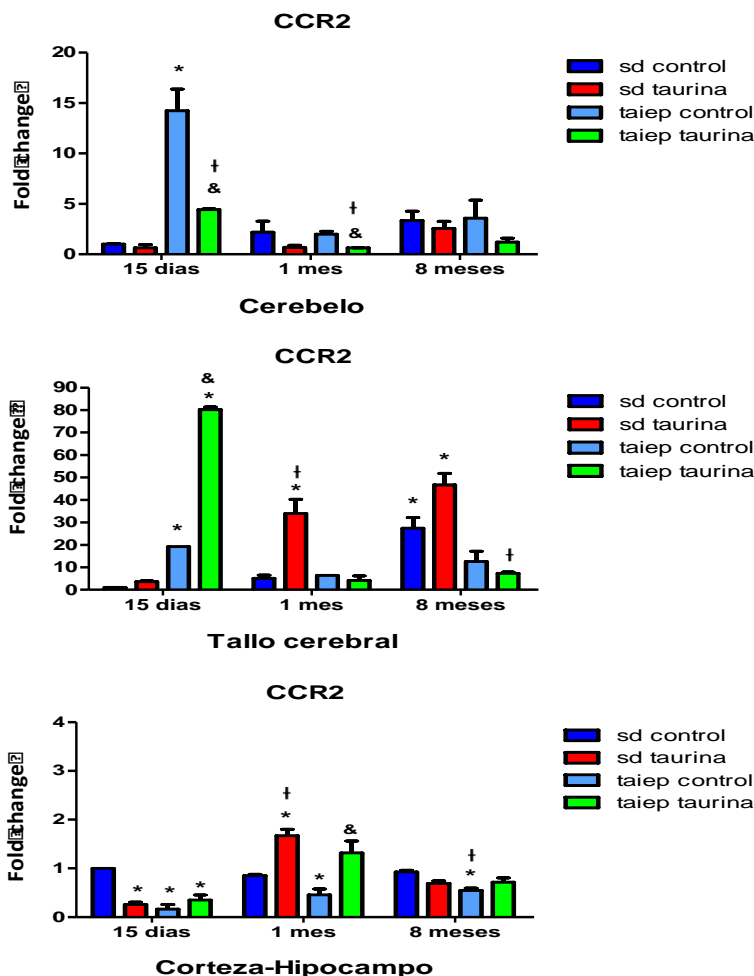 CCR2
20
15
10
5
0
Fold change
*
ƚ
&
ƚ
&
15 dias
1 mes
8 meses
Cerebelo
sd control
sd taurina
taiep control
taiep taurina
CCR2
90
80
70
60
50
40
30
20
10
0
Fold change
*
&
*
ƚ
*
*
*
ƚ
15 dias
1 mes
8 meses
Tallo cerebral
sd control
sd taurina
taiep control
taiep taurina
CCR2
4
3
2
1
0
Fold change
*
*
*
ƚ
*
*
&
ƚ
*
15 dias
1 mes
8 meses
Corteza-Hipocampo
sd control
sd taurina
taiep control
taiep taurina